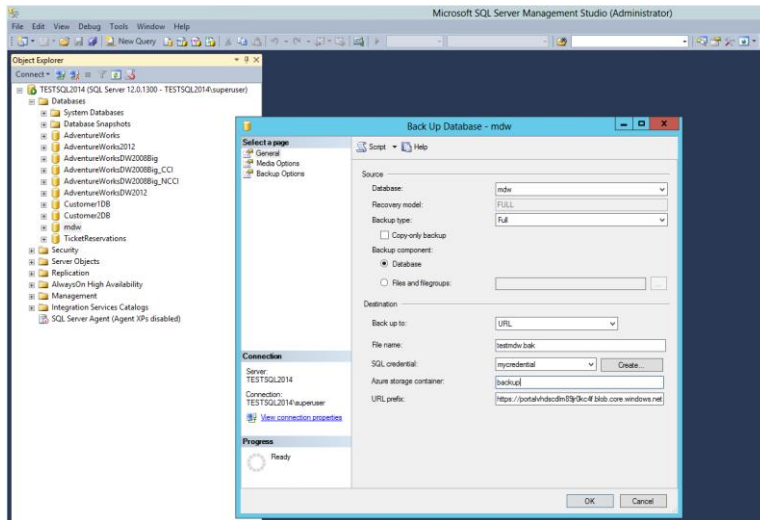 Microsoft SQL Server Management Studio (Administrator)
File Edit View Debug Tools Window Help
New Query
Object Explorer
Connect
TESTSQL2014 (SQL Server 12.0.1300 - TESTSQL2014\superuser)
Databases
System Databases
Database Snapshots
AdventureWorks
AdventureWorks2012
AdventureWorksDW2008Big
AdventureWorksDW2008Big_CCI
AdventureWorksDW2008Big_NCCI
AdventureWorksDW2012
Customer1DB
Customer2DB
mdw
TicketReservations
Security
Server Objects
Replication
AlwaysOn High Availability
Management
Integration Services Catalogs
SQL Server Agent (Agent XPs disabled)
Back Up Database - mdw
Select a page
General
Media Options
Backup Options
Script Help
Source
Database: mdw
Recovery model: FULL
Backup type: Full
Copy-only backup
Backup component:
Database
Files and filegroups:
Destination
Back up to: URL
File name: testmdw.bak
SQL credential: mycredential Create...
Azure storage container: backup
URL prefix:
Connection
Server:
TESTSQL2014
Connection:
TESTSQL2014\superuser
View connection properties
Progress
Ready
OK Cancel